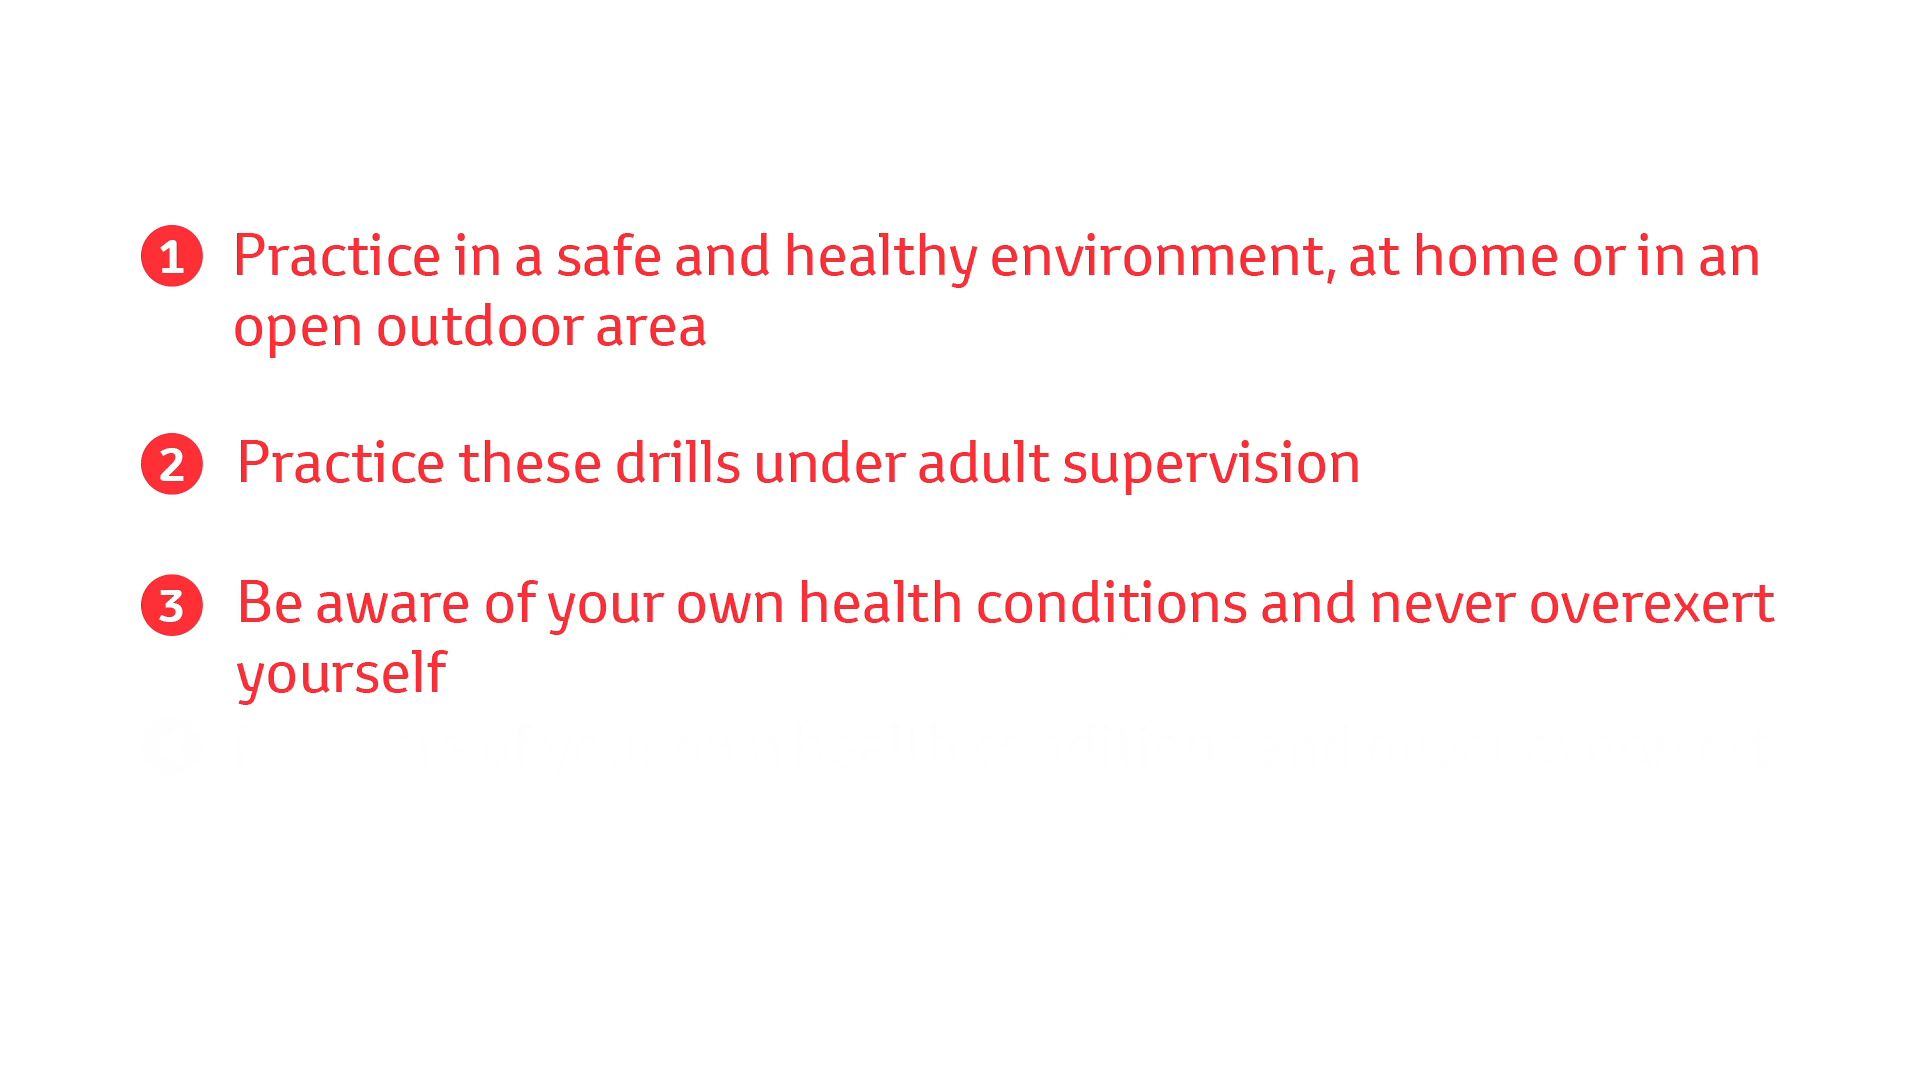 1 Practice in a safe and healthy environment, at home or in an
open outdoor area
2 Practice these drills under adult supervision
3 Be aware of your own health conditions and never overexert
yourself